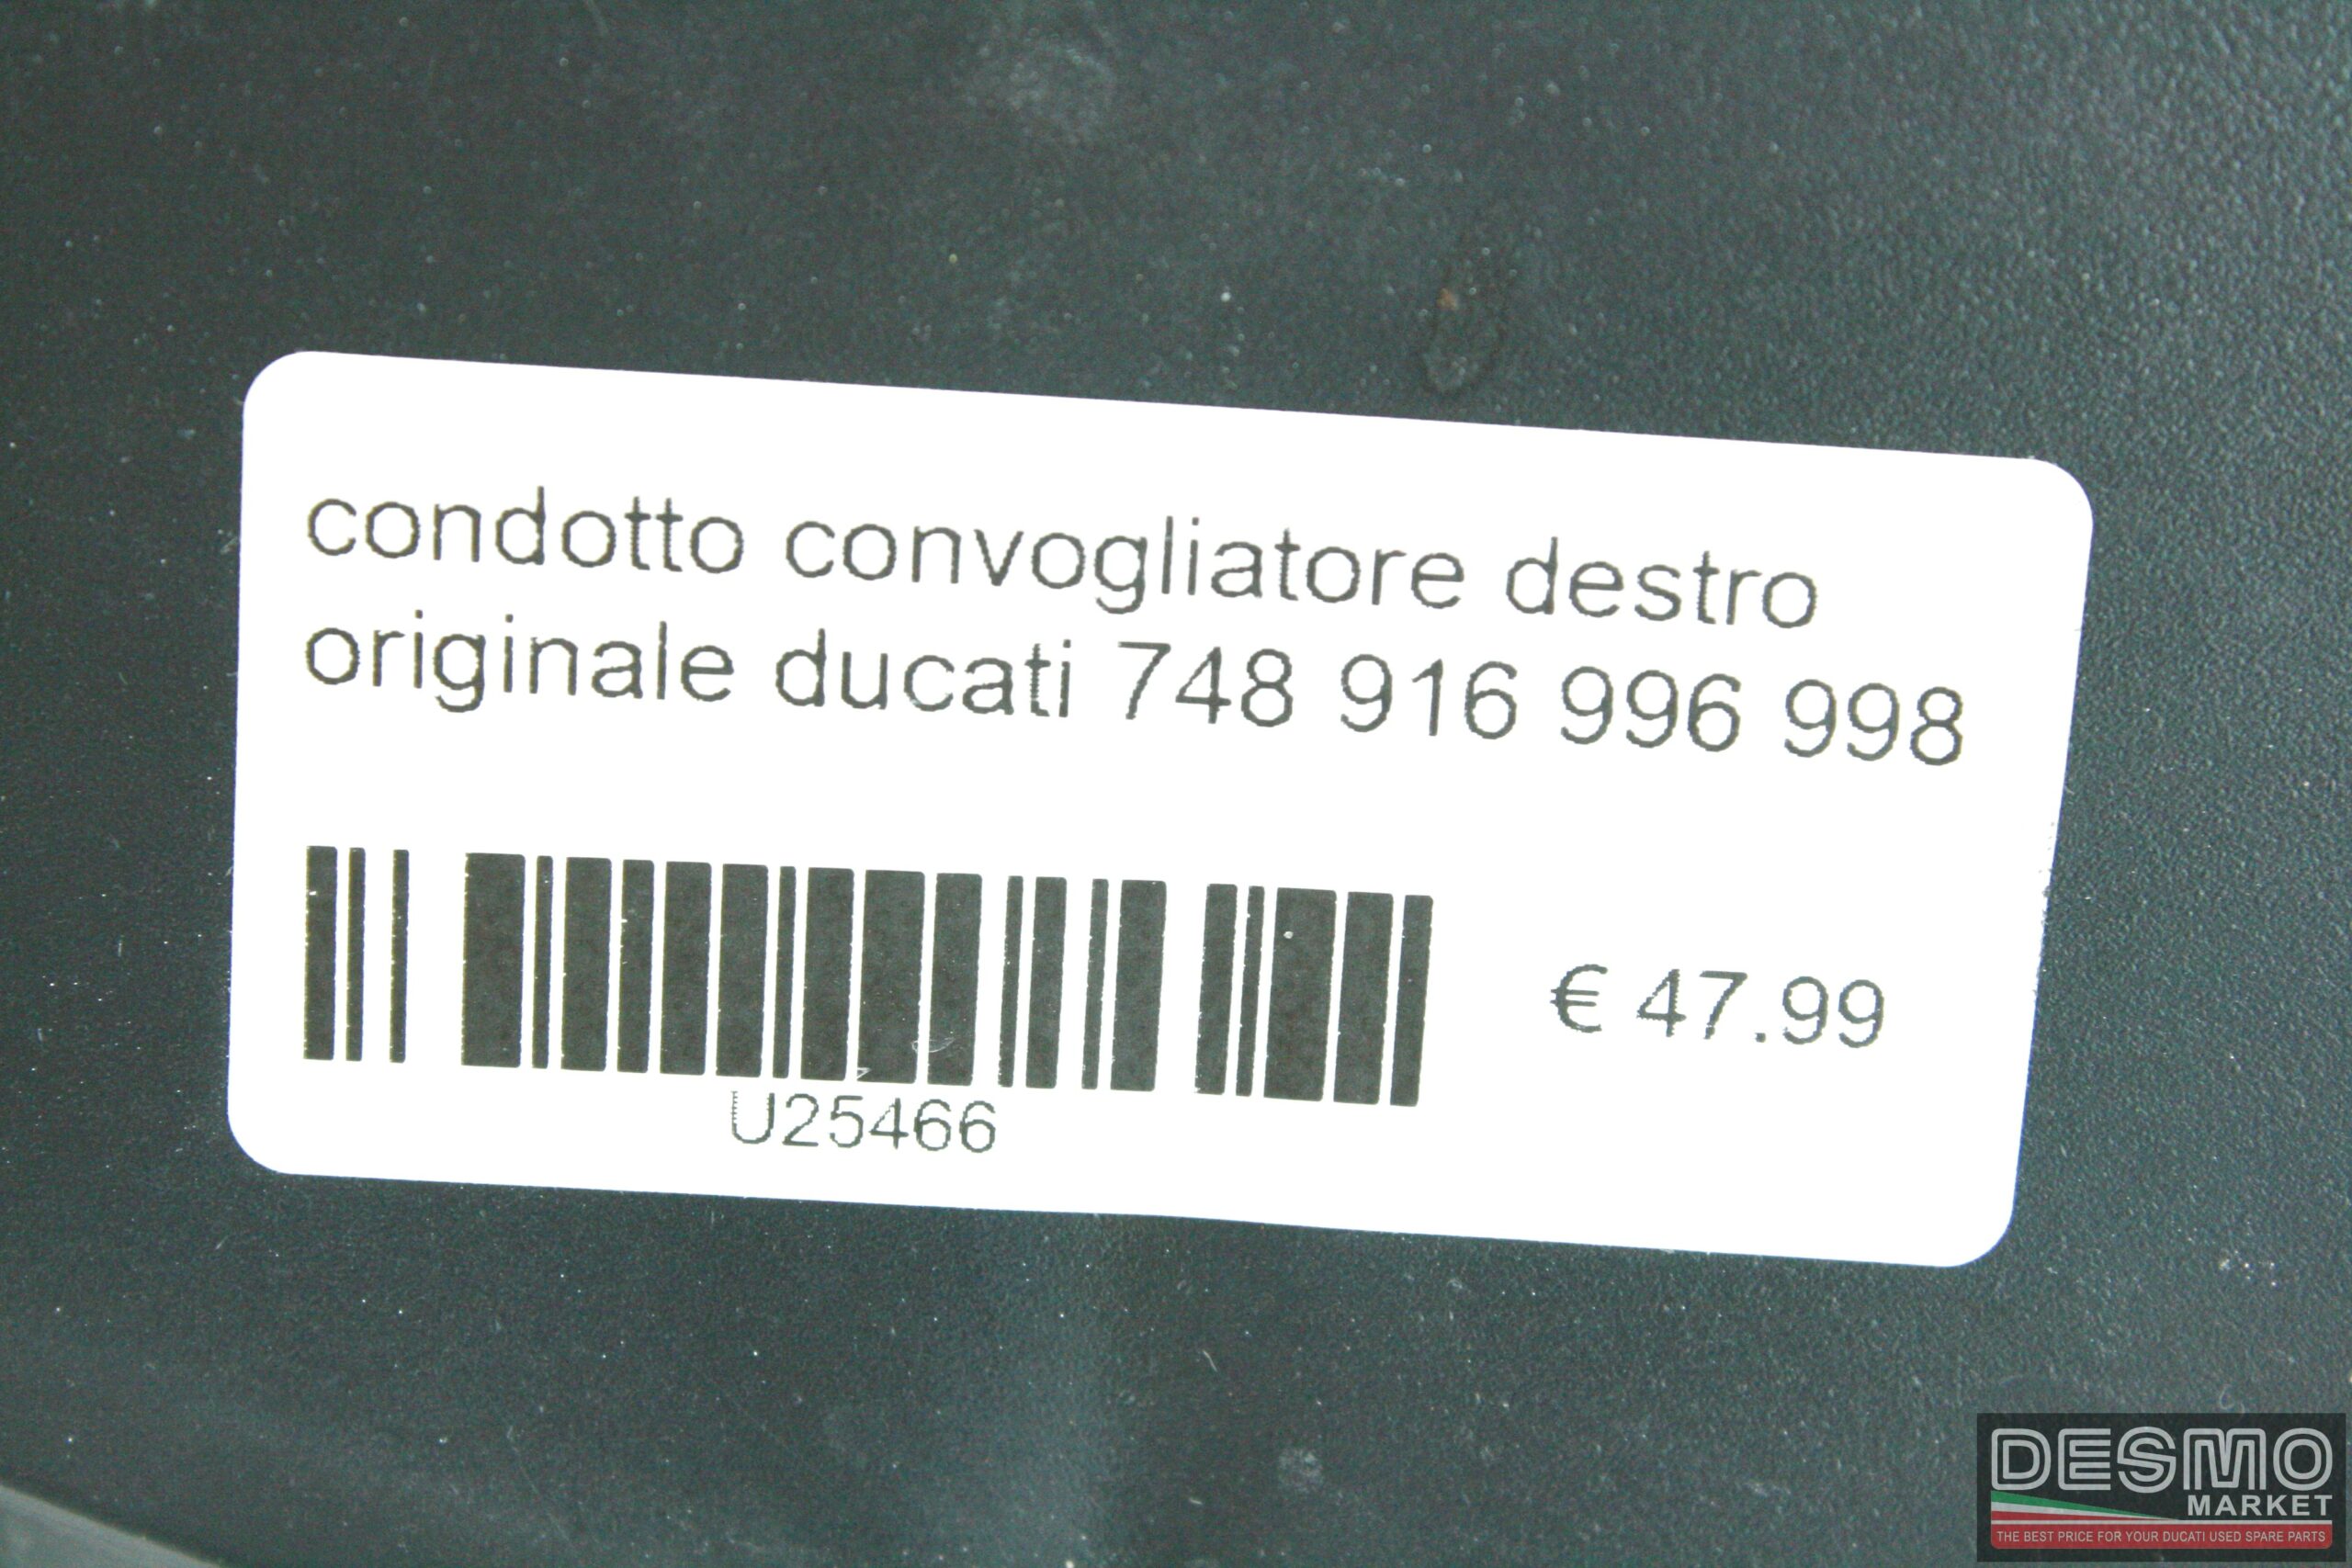 condotto convogliatore destro
originale ducati 748 916 996 998
€ 47.99
U25466
DESMO
MARKET
THE BEST PRICE FOR YOUR DUCATI USED SPARE PARTS